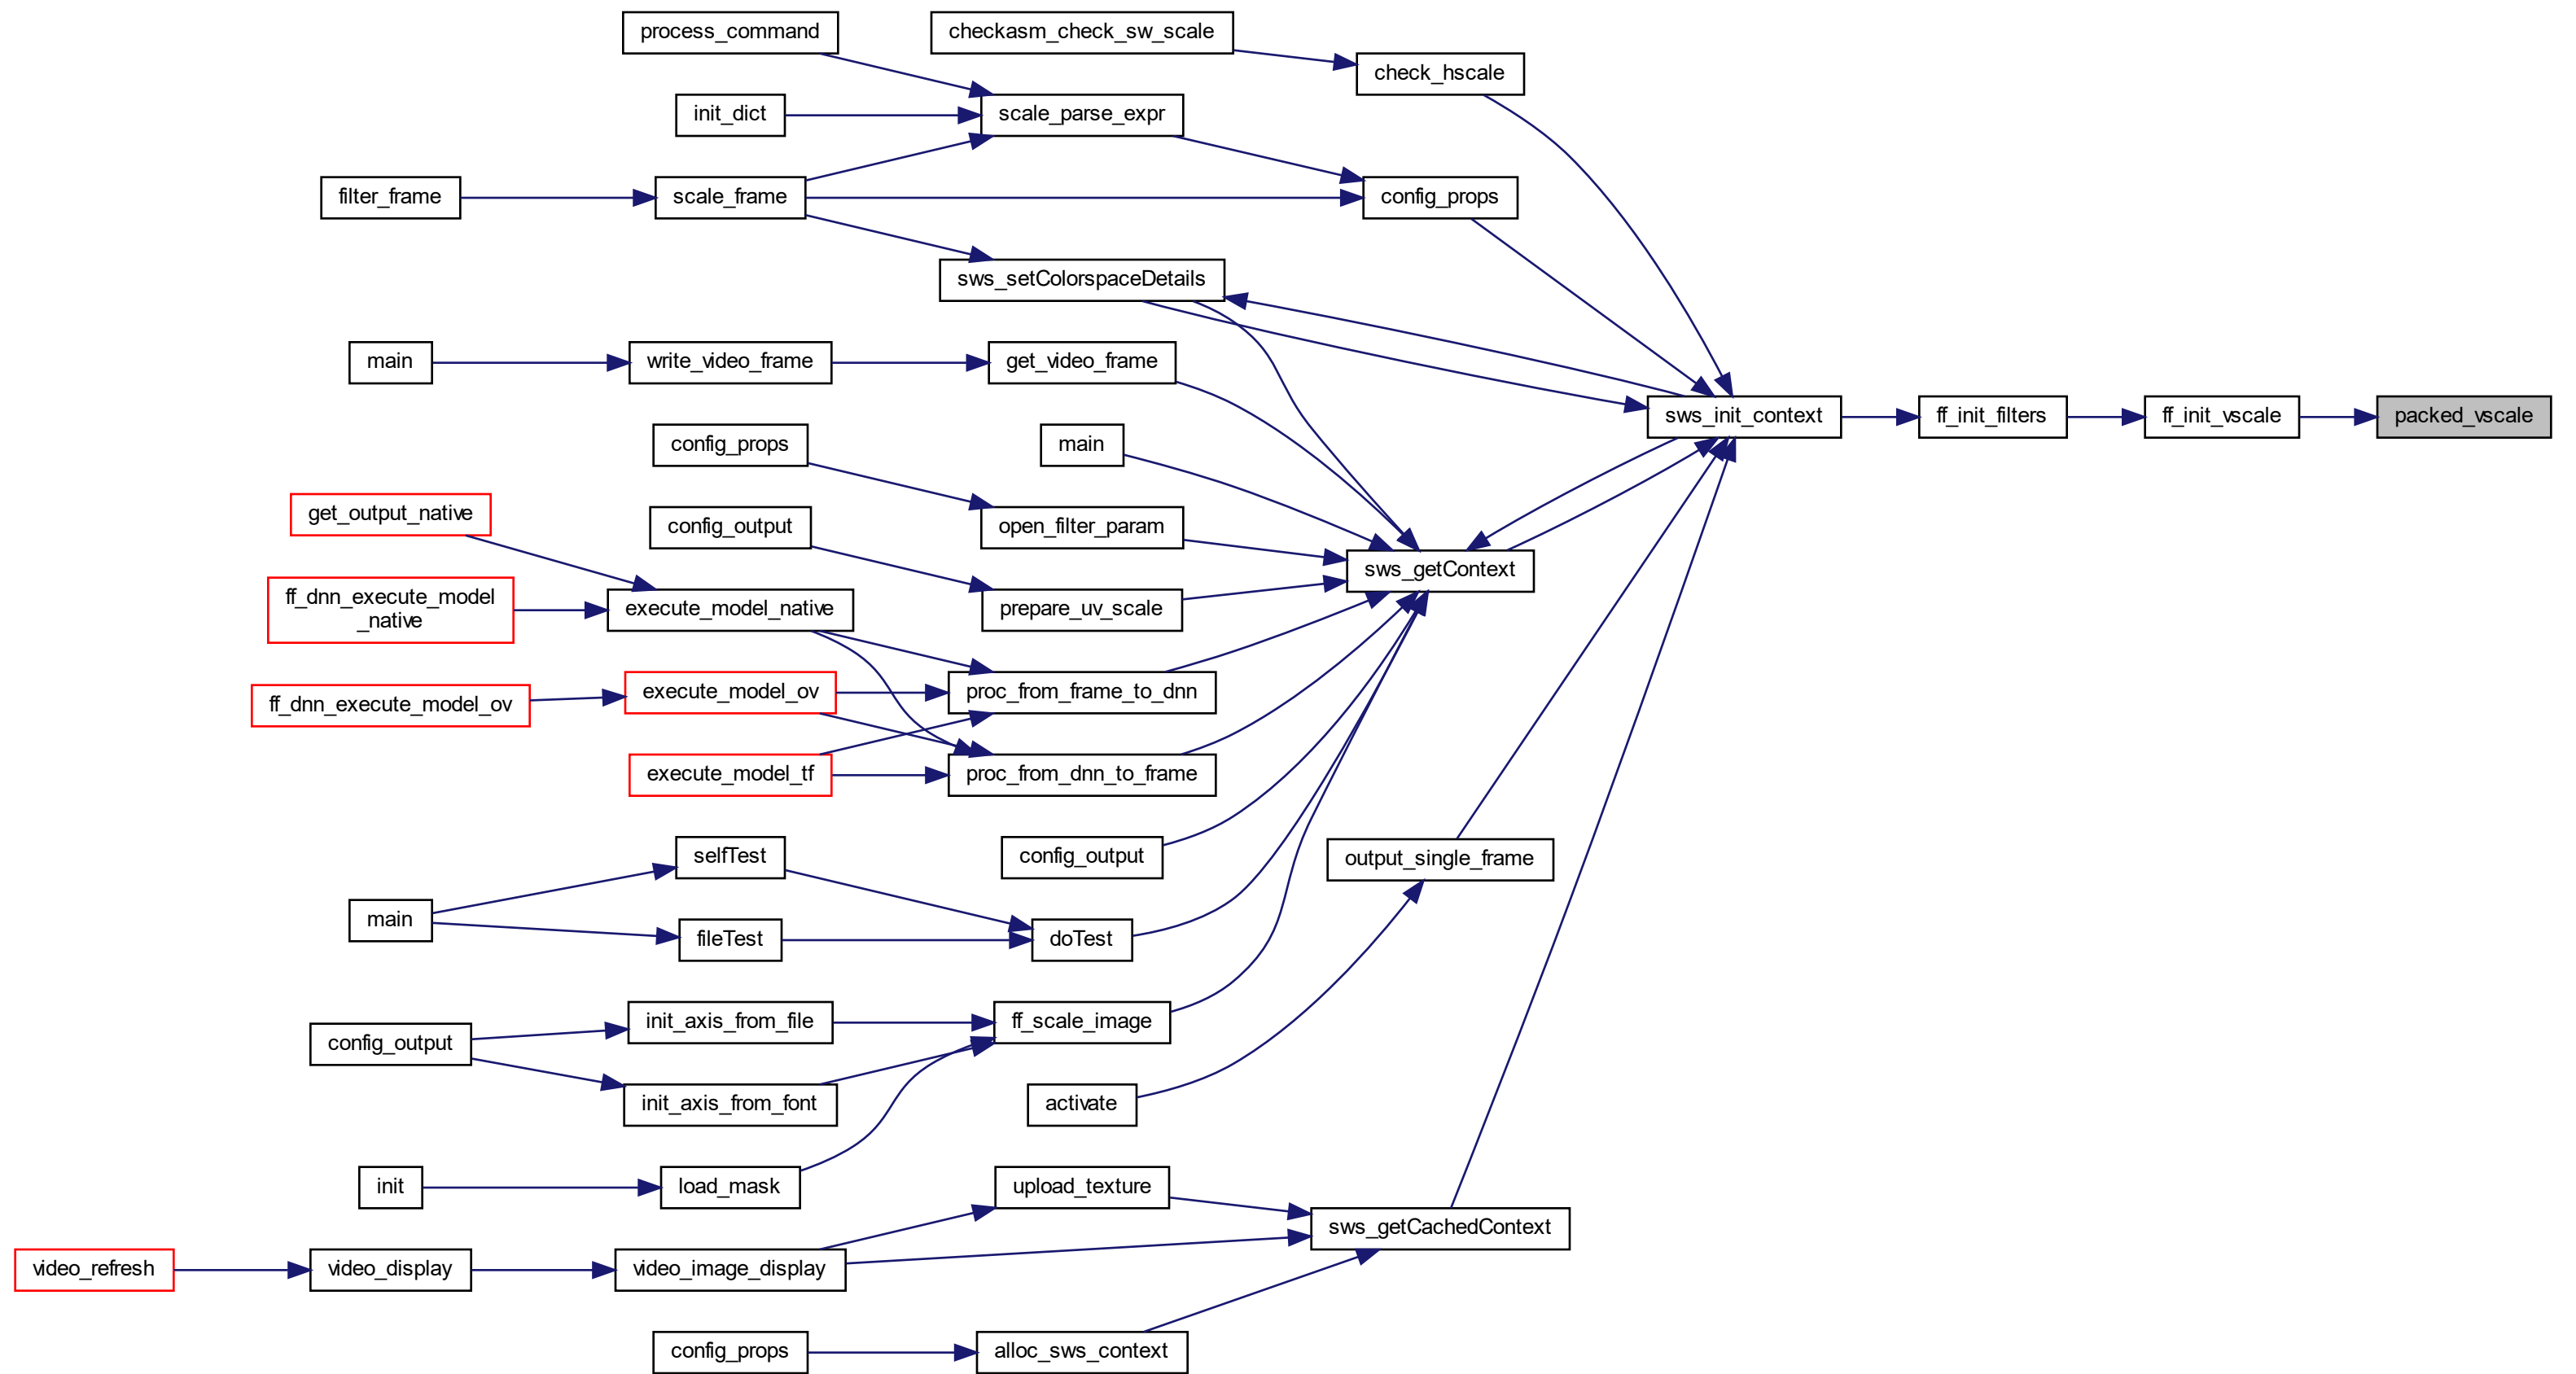 process_command
checkasm_check_sw_scale
check_hscale
init_dict
scale_parse_expr
filter_frame
scale_frame
config_props
sws_setColorspaceDetails
main
write_video_frame
get_video_frame
sws_init_context
ff_init_filters
ff_init_vscale
packed_vscale
config_props
main
get_output_native
config_output
open_filter_param
sws_getContext
ff_dnn_execute_model
_native
execute_model_native
prepare_uv_scale
ff_dnn_execute_model_ov
execute_model_ov
proc_from_frame_to_dnn
execute_model_tf
proc_from_dnn_to_frame
selfTest
config_output
output_single_frame
main
fileTest
doTest
config_output
init_axis_from_file
ff_scale_image
init_axis_from_font
activate
init
load_mask
upload_texture
sws_getCachedContext
video_refresh
video_display
video_image_display
config_props
alloc_sws_context